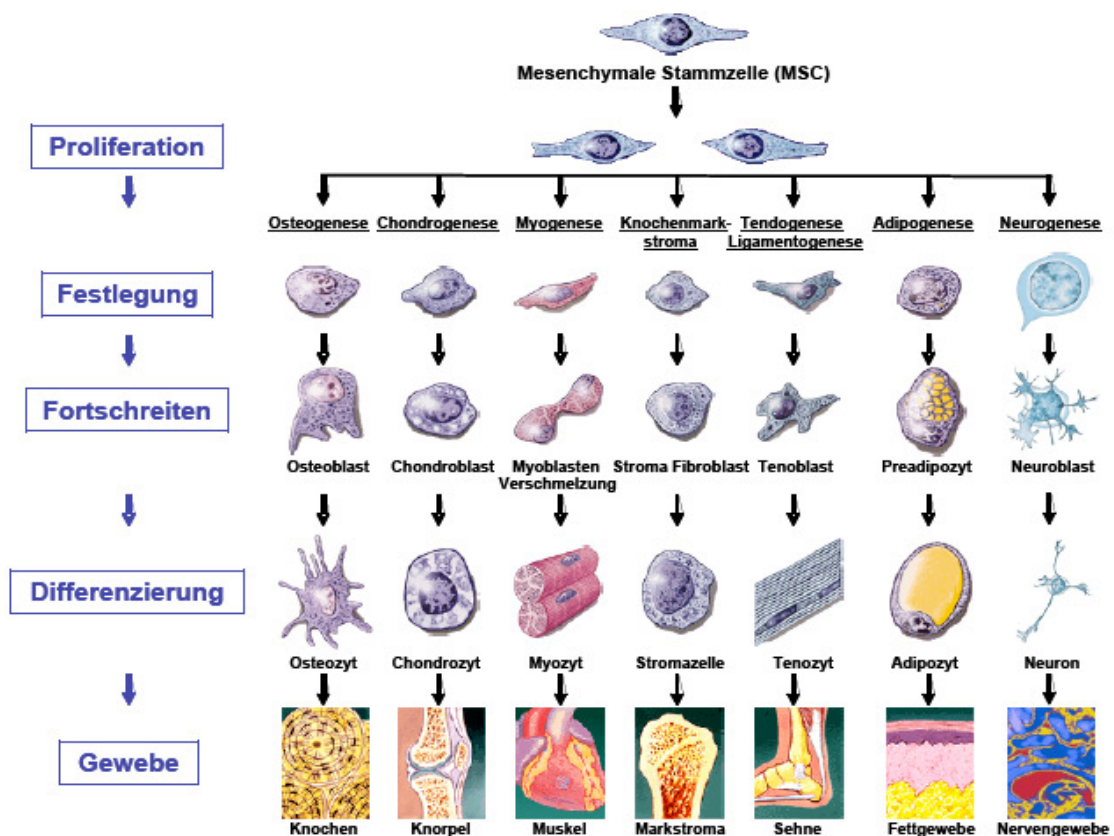 Mesenchymale Stammzelle (MSC)
Proliferation
Osteogenese
Chondrogenese
Myogenese
Knochenmark-
stroma
Tendogenese
Ligamentogenese
Adipogenese
Neurogenese
Festlegung
Fortschreiten
Osteoblast
Chondroblast
Myoblasten
Verschmelzung
Stroma Fibroblast
Tenoblast
Preadipozyt
Neuroblast
Differenzierung
Osteozyt
Chondrozyt
Myozyt
Stromazelle
Tenozyt
Adipozyt
Neuron
Gewebe
Knochen
Knorpel
Muskel
Markstroma
Sehne
Fettgewebe
Nervengewebe